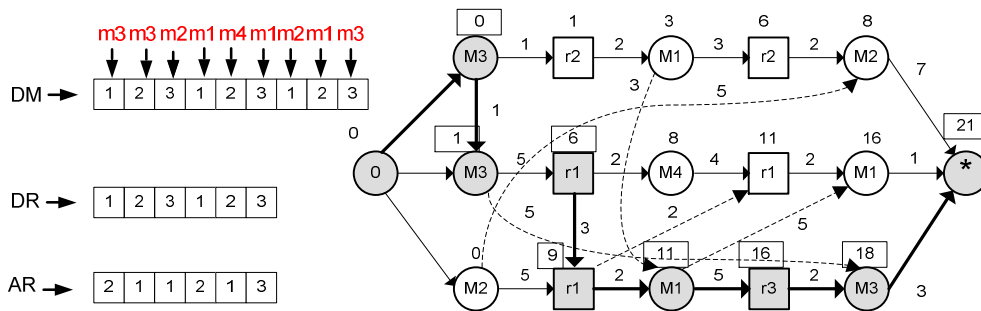 m3 m3 m2 m1 m4 m1 m2 m1 m3
DM 1 2 3 1 2 3 1 2 3
DR 1 2 3 1 2 3
AR 2 1 1 2 1 3
0 1 3 6 8
M3 1 r2 2 M1 3 r2 2 M2
7
3 5
1
0
1 6 8 11 16 21
0 M3 5 r1 2 M4 4 r1 2 M1 1 *
5 3 2 5
0 9 11 16 18
M2 5 r1 2 M1 5 r3 2 M3 3